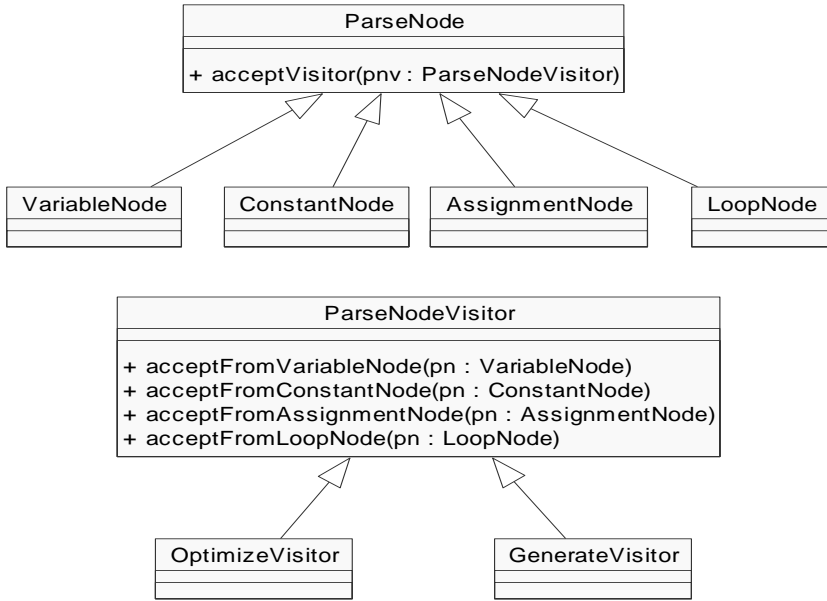 ParseNode
+ acceptVisitor(pnv : ParseNodeVisitor)
VariableNode
ConstantNode
AssignmentNode
LoopNode
ParseNodeVisitor
+ acceptFromVariableNode(pn : VariableNode)
+ acceptFromConstantNode(pn : ConstantNode)
+ acceptFromAssignmentNode(pn : AssignmentNode)
+ acceptFromLoopNode(pn : LoopNode)
OptimizeVisitor
GenerateVisitor